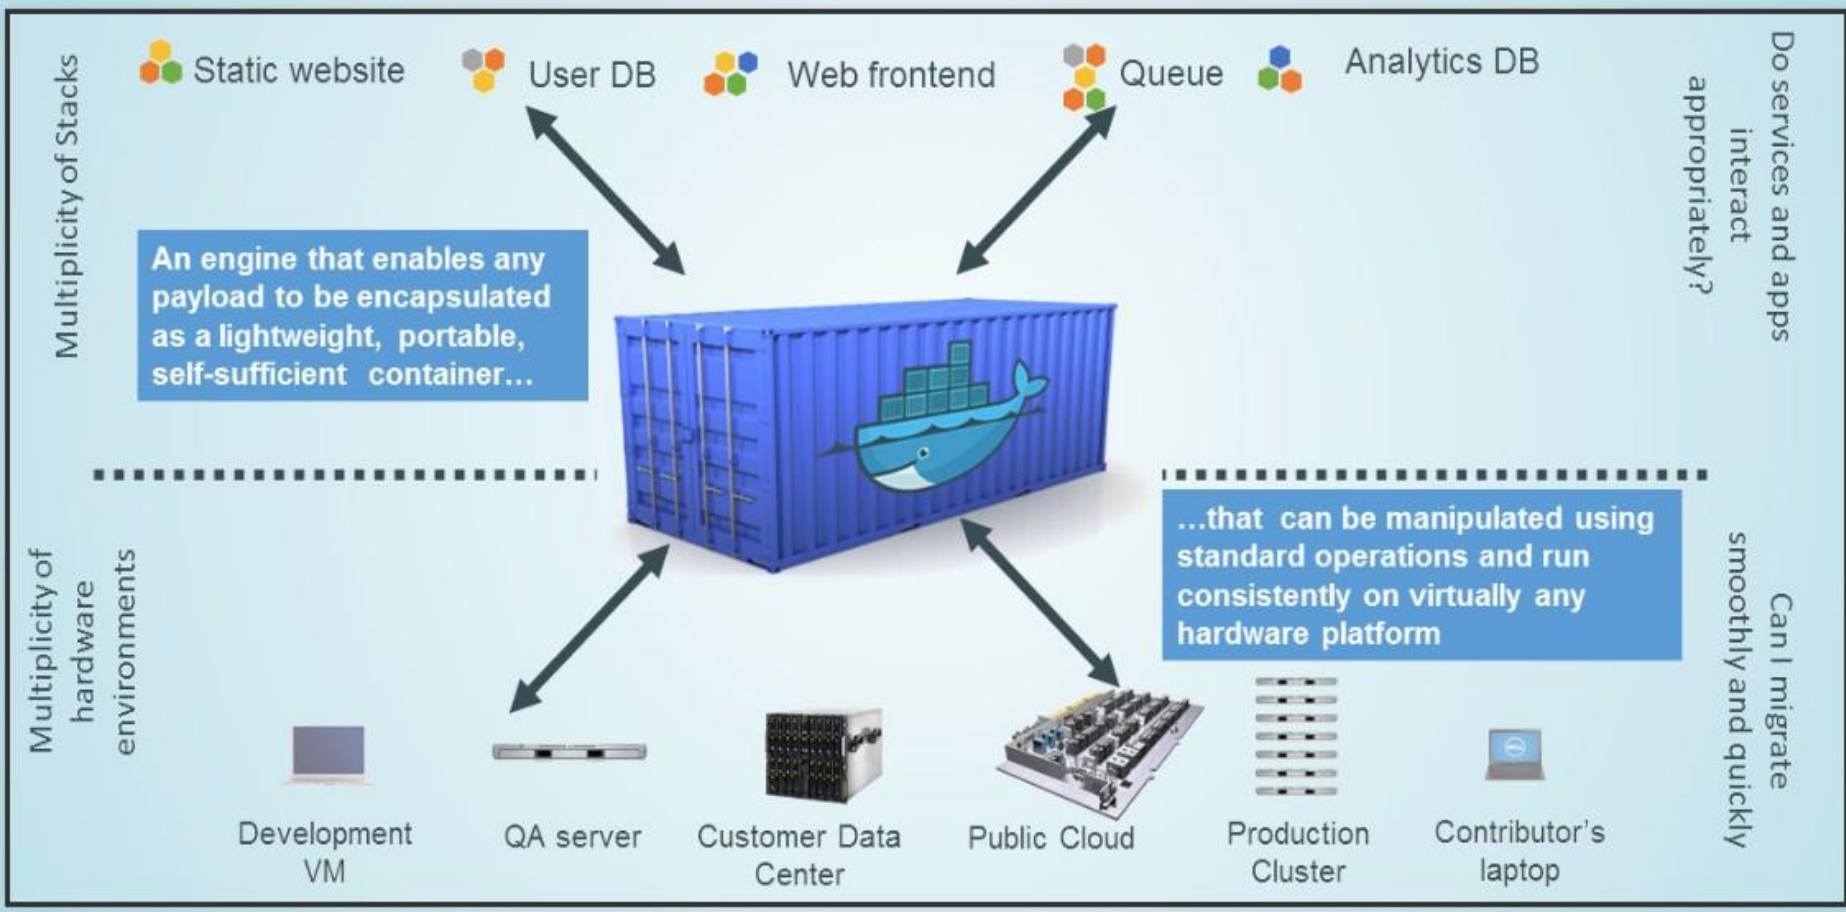 Static website
User DB
Web frontend
Queue
Analytics DB
Multiplicity of Stacks
Do services and apps
interact
appropriately?
An engine that enables any
payload to be encapsulated
as a lightweight, portable,
self-sufficient container...
...that can be manipulated using
standard operations and run
consistently on virtually any
hardware platform
Multiplicity of
hardware
environments
Can I migrate
smoothly and quickly
Development
VM
QA server
Customer Data
Center
Public Cloud
Production
Cluster
Contributor's
laptop